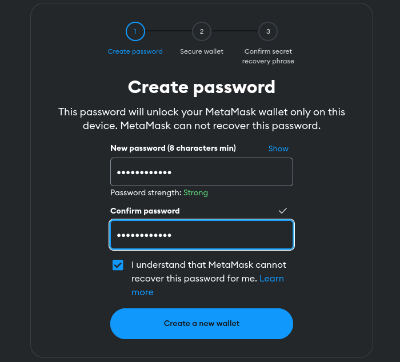 1
2
3
Create password
Secure wallet
Confirm secret
recovery phrase
Create password
This password will unlock your MetaMask wallet only on this
device. MetaMask can not recover this password.
New password (8 characters min)
Show
••••••••••••
Password strength: Strong
Confirm password
••••••••••••
I understand that MetaMask cannot
recover this password for me. Learn
more
Create a new wallet